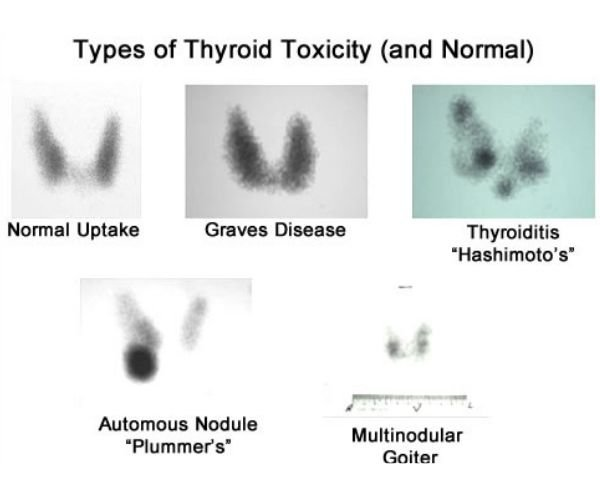 Types of Thyroid Toxicity (and Normal)
Normal Uptake
Graves Disease
Thyroiditis
“Hashimoto’s”
Automous Nodule
“Plummer’s”
Multinodular
Goiter